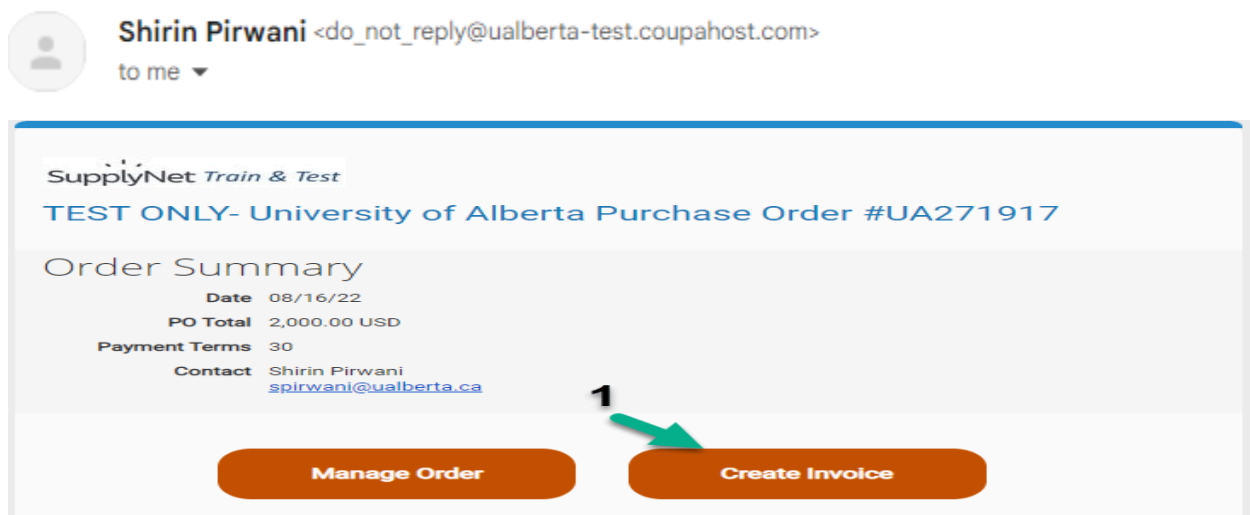 Shirin Pirwani <do_not_reply@ualberta-test.coupahost.com>
to me
SupplyNet Train & Test
TEST ONLY- University of Alberta Purchase Order #UA271917
Order Summary
Date 08/16/22
PO Total 2,000.00 USD
Payment Terms 30
Contact Shirin Pirwani
spirwani@ualberta.ca
1
Manage Order Create Invoice